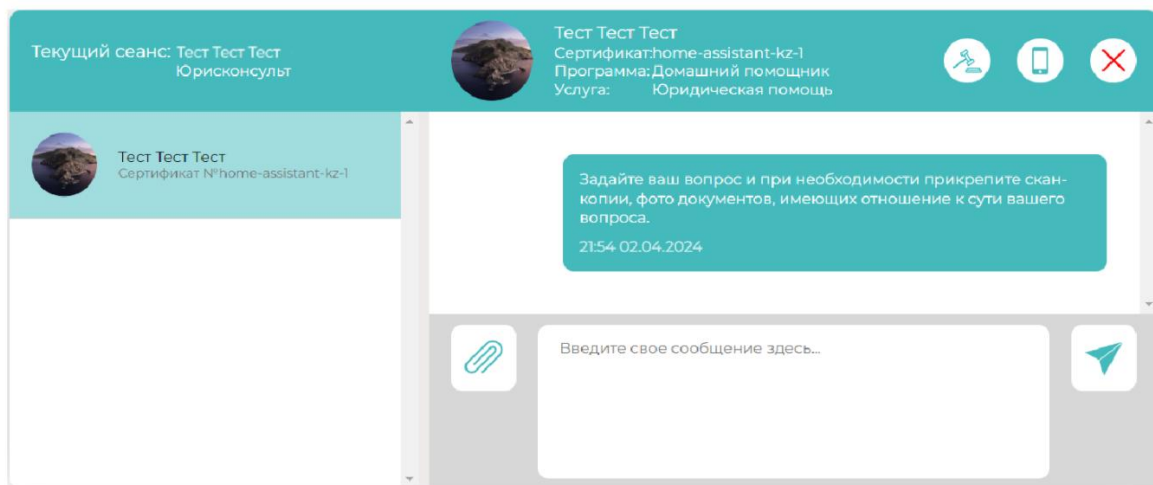 Текущий сеанс: Тест Тест Тест
Юрисконсульт
Тест Тест Тест
Сертификат:home-assistant-kz-1
Программа: Домашний помощник
Услуга: Юридическая помощь
Тест Тест Тест
Сертификат №home-assistant-kz-1
Задайте ваш вопрос и при необходимости прикрепите скан-
копии, фото документов, имеющих отношение к сути вашего
вопроса.
21:54 02.04.2024
Введите свое сообщение здесь...